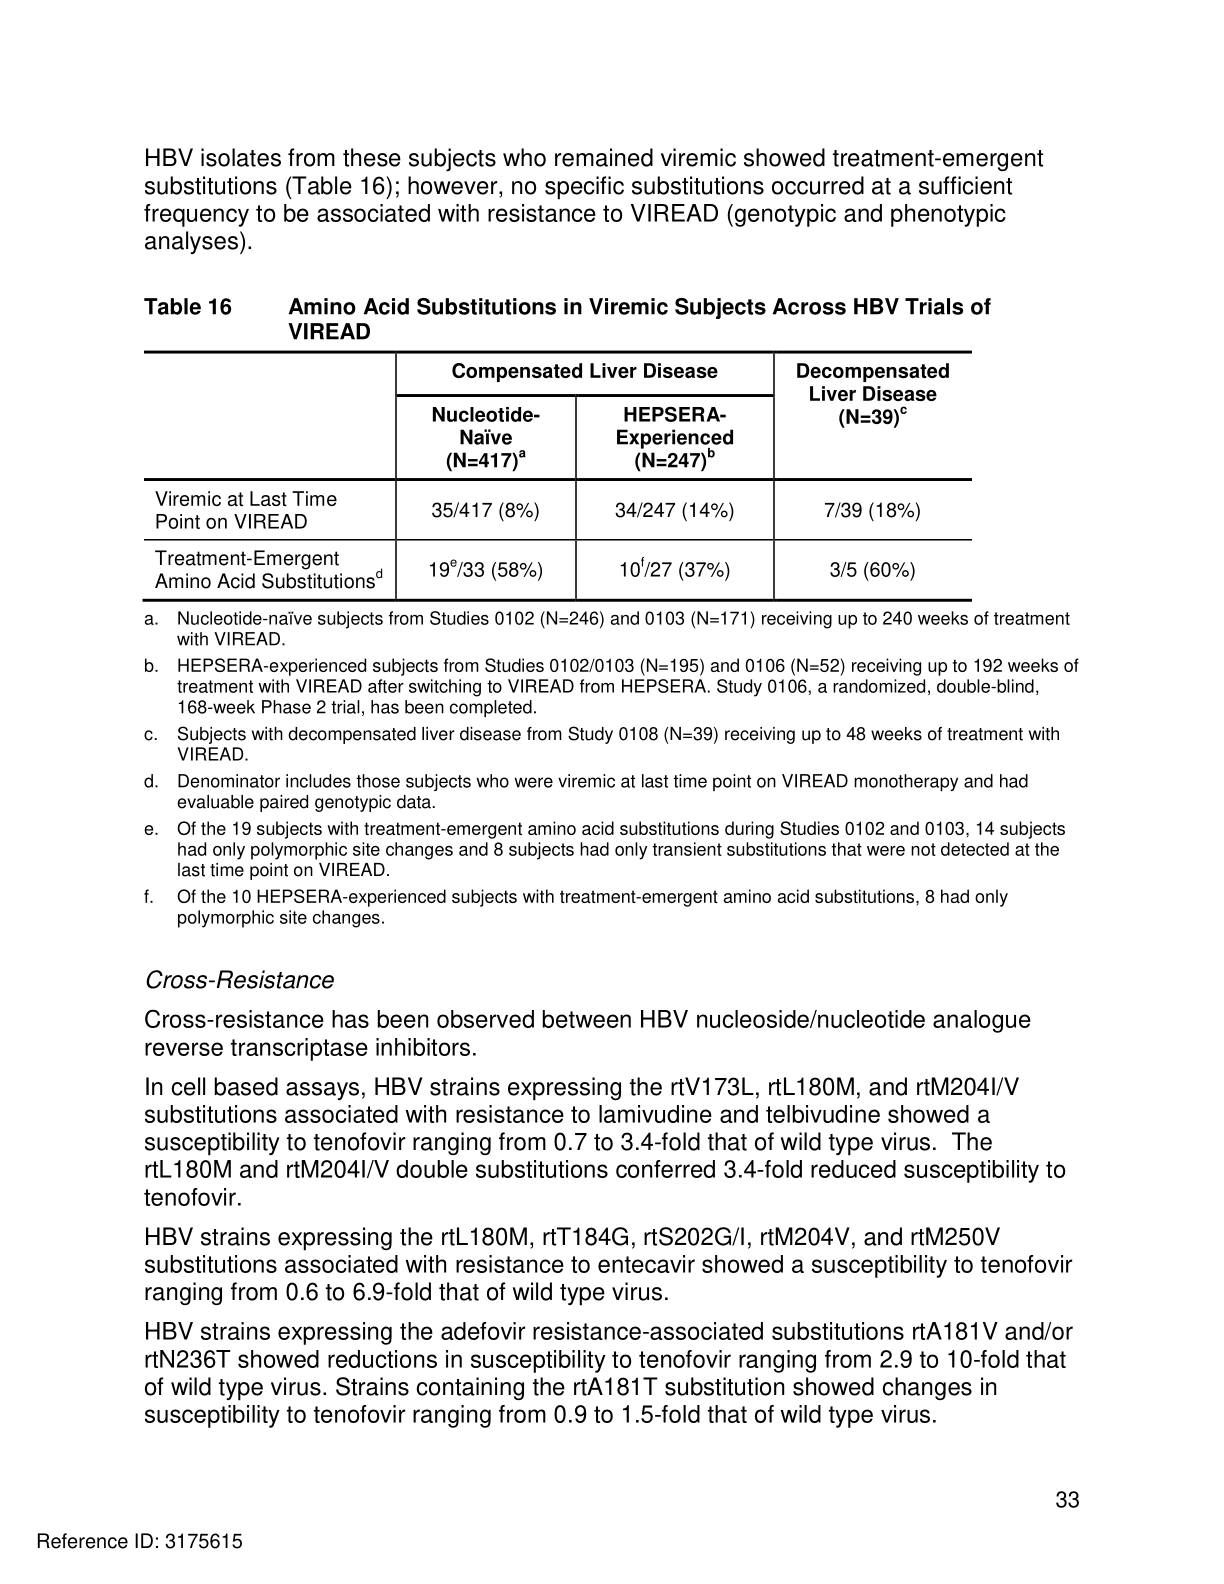 HBV isolates from these subjects who remained viremic showed treatment-emergent
substitutions (Table 16); however, no specific substitutions occurred at a sufficient
frequency to be associated with resistance to VIREAD (genotypic and phenotypic
analyses).
Table 16 Amino Acid Substitutions in Viremic Subjects Across HBV Trials of
VIREAD
Compensated Liver Disease
Decompensated
Liver Disease
(N=39)c
Nucleotide-
Naïve
(N=417)a
HEPSERA-
Experienced
(N=247)b
Viremic at Last Time
Point on VIREAD
35/417 (8%)
34/247 (14%)
7/39 (18%)
Treatment-Emergent
Amino Acid Substitutionsd
19e/33 (58%)
10f/27 (37%)
3/5 (60%)
a. Nucleotide-naïve subjects from Studies 0102 (N=246) and 0103 (N=171) receiving up to 240 weeks of treatment
with VIREAD.
b. HEPSERA-experienced subjects from Studies 0102/0103 (N=195) and 0106 (N=52) receiving up to 192 weeks of
treatment with VIREAD after switching to VIREAD from HEPSERA. Study 0106, a randomized, double-blind,
168-week Phase 2 trial, has been completed.
c. Subjects with decompensated liver disease from Study 0108 (N=39) receiving up to 48 weeks of treatment with
VIREAD.
d. Denominator includes those subjects who were viremic at last time point on VIREAD monotherapy and had
evaluable paired genotypic data.
e. Of the 19 subjects with treatment-emergent amino acid substitutions during Studies 0102 and 0103, 14 subjects
had only polymorphic site changes and 8 subjects had only transient substitutions that were not detected at the
last time point on VIREAD.
f. Of the 10 HEPSERA-experienced subjects with treatment-emergent amino acid substitutions, 8 had only
polymorphic site changes.
Cross-Resistance
Cross-resistance has been observed between HBV nucleoside/nucleotide analogue
reverse transcriptase inhibitors.
In cell based assays, HBV strains expressing the rtV173L, rtL180M, and rtM204I/V
substitutions associated with resistance to lamivudine and telbivudine showed a
susceptibility to tenofovir ranging from 0.7 to 3.4-fold that of wild type virus. The
rtL180M and rtM204I/V double substitutions conferred 3.4-fold reduced susceptibility to
tenofovir.
HBV strains expressing the rtL180M, rtT184G, rtS202G/I, rtM204V, and rtM250V
substitutions associated with resistance to entecavir showed a susceptibility to tenofovir
ranging from 0.6 to 6.9-fold that of wild type virus.
HBV strains expressing the adefovir resistance-associated substitutions rtA181V and/or
rtN236T showed reductions in susceptibility to tenofovir ranging from 2.9 to 10-fold that
of wild type virus. Strains containing the rtA181T substitution showed changes in
susceptibility to tenofovir ranging from 0.9 to 1.5-fold that of wild type virus.
33
Reference ID: 3175615